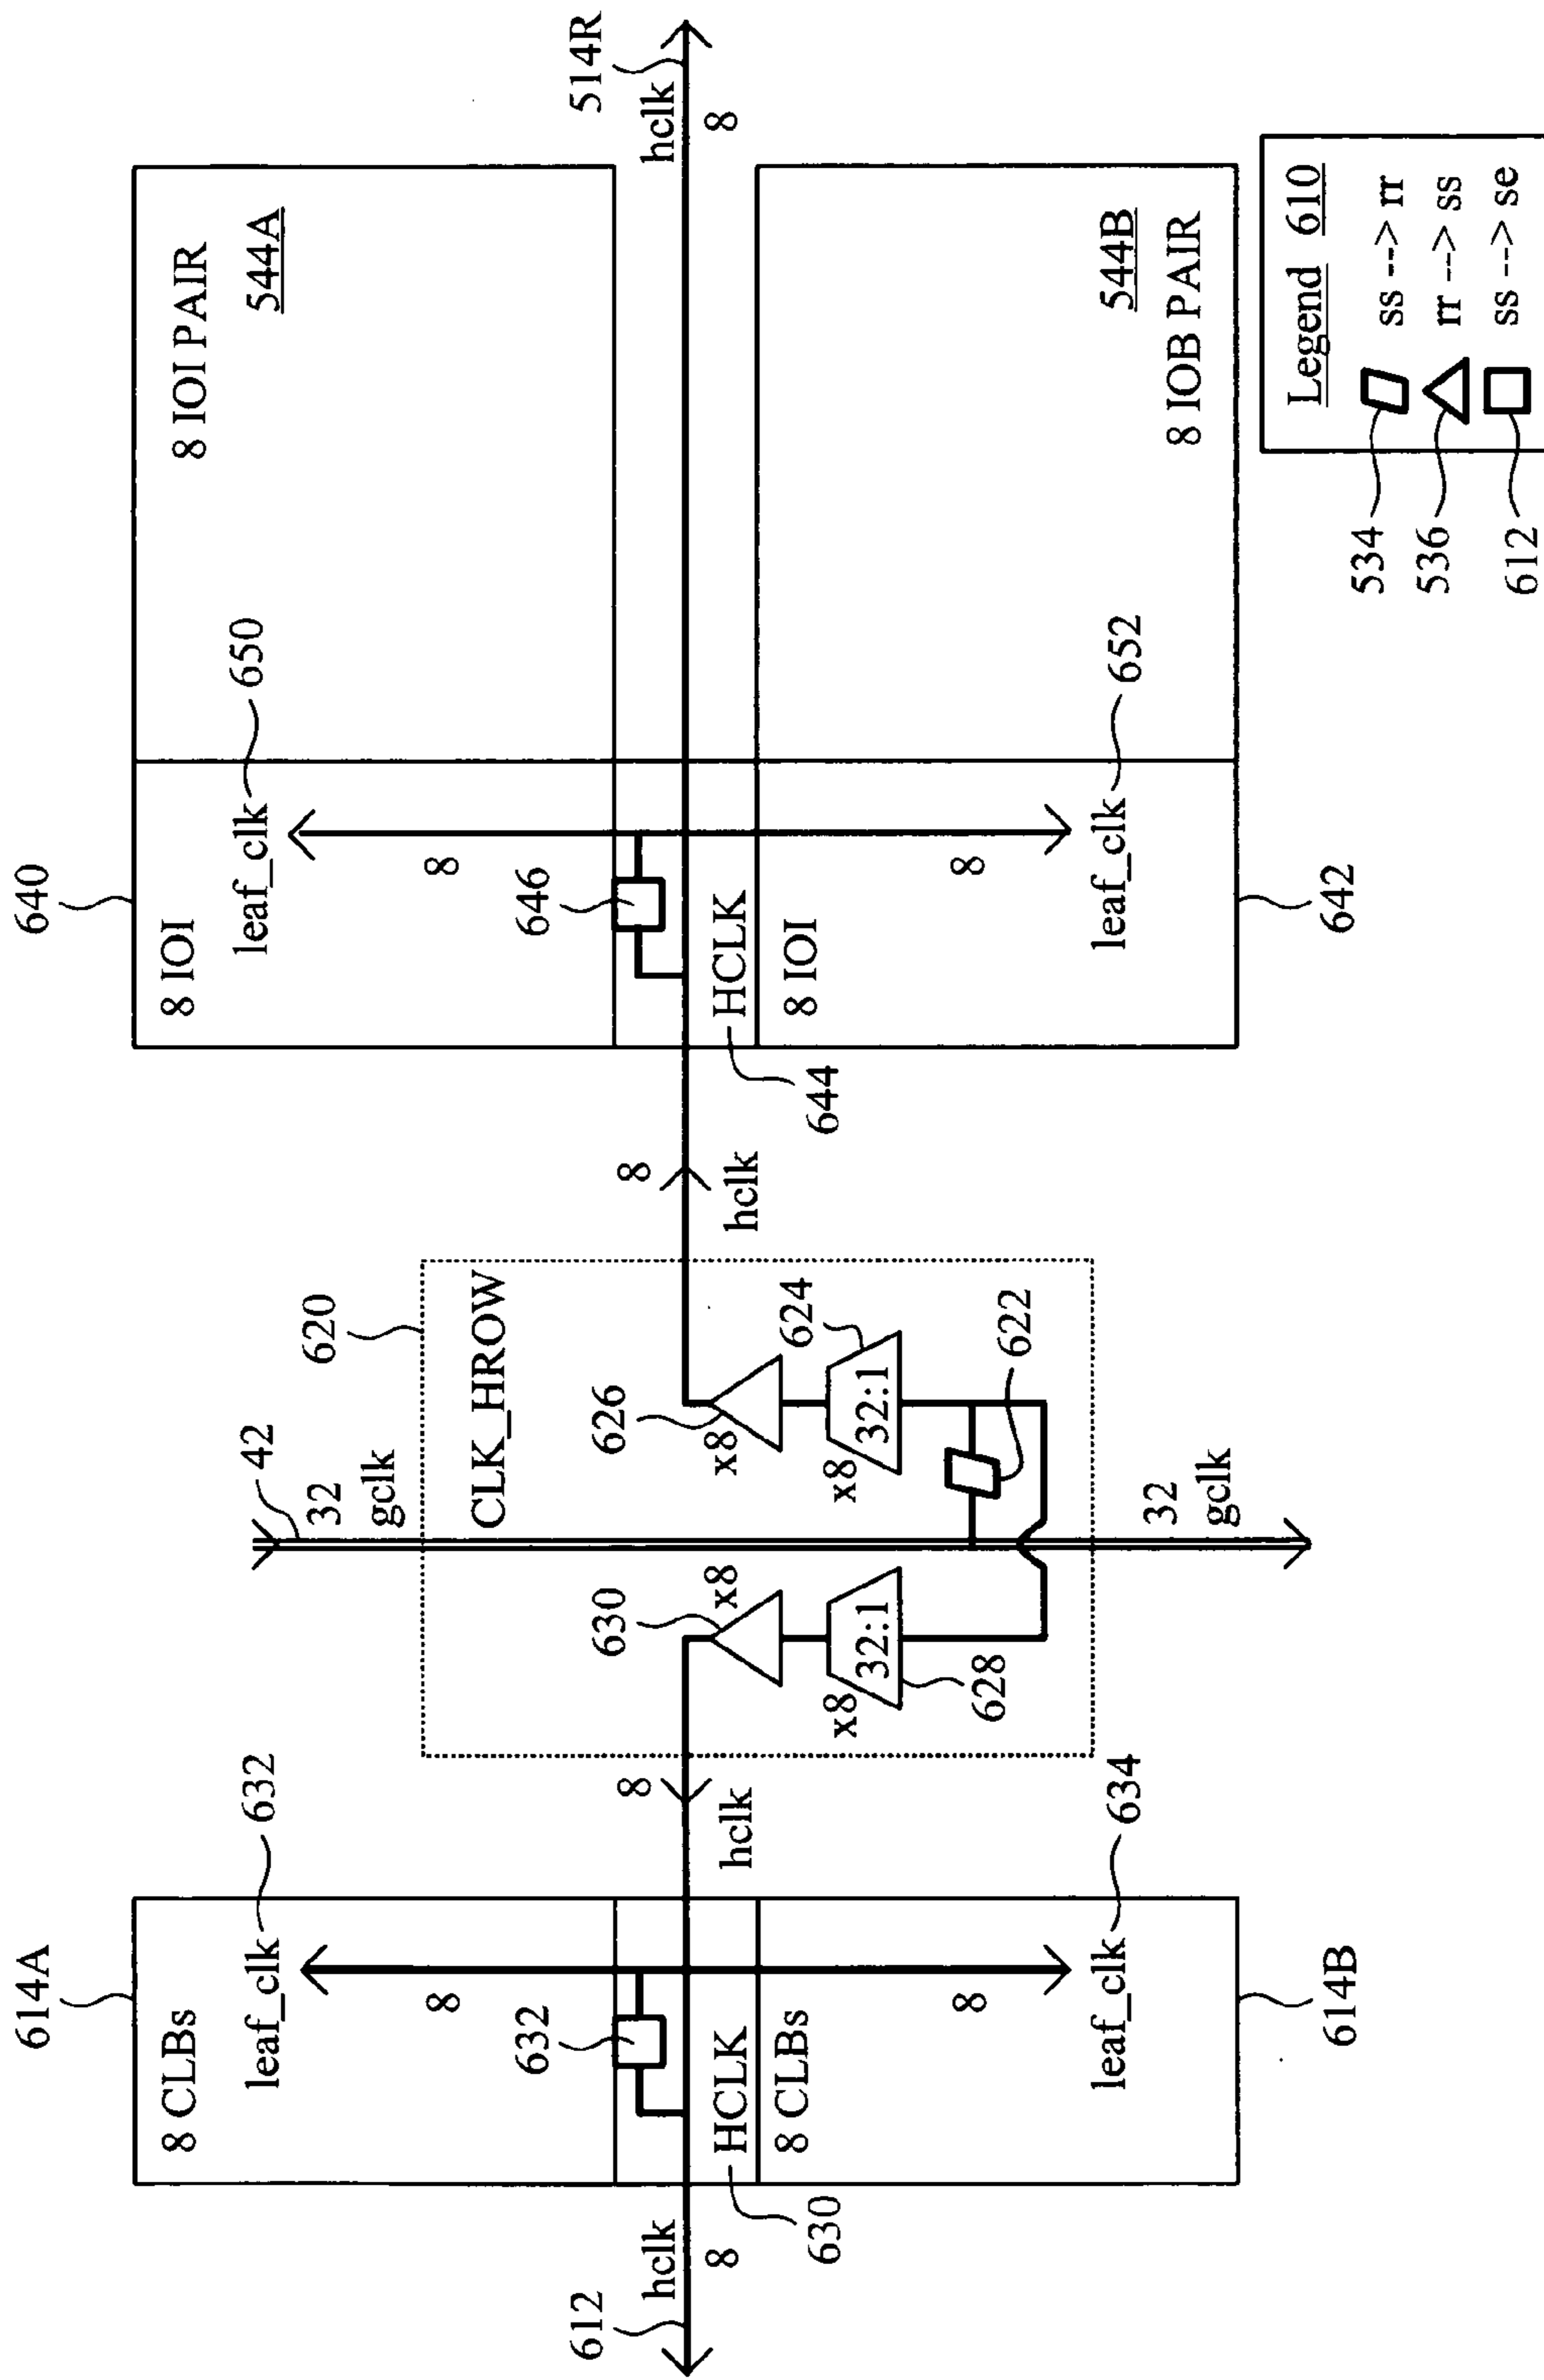 614A
8 CLBs
leaf_clk
632
8
632
HCLK
630
8 CLBs
8
leaf_clk
634
614B
612
hclk
8
8
hclk
620
CLK_HROW
42
32
gclk
630
x8
32:1
x8
628
626
x8
32:1
x8
624
622
32
gclk
8
hclk
640
8 IOI
leaf_clk
650
8
646
HCLK
644
8 IOI
8
leaf_clk
652
642
8 IOI PAIR
544A
544B
8 IOB PAIR
514R
hclk
8
Legend 610
534
ss --> rr
536
rr --> ss
612
ss --> se